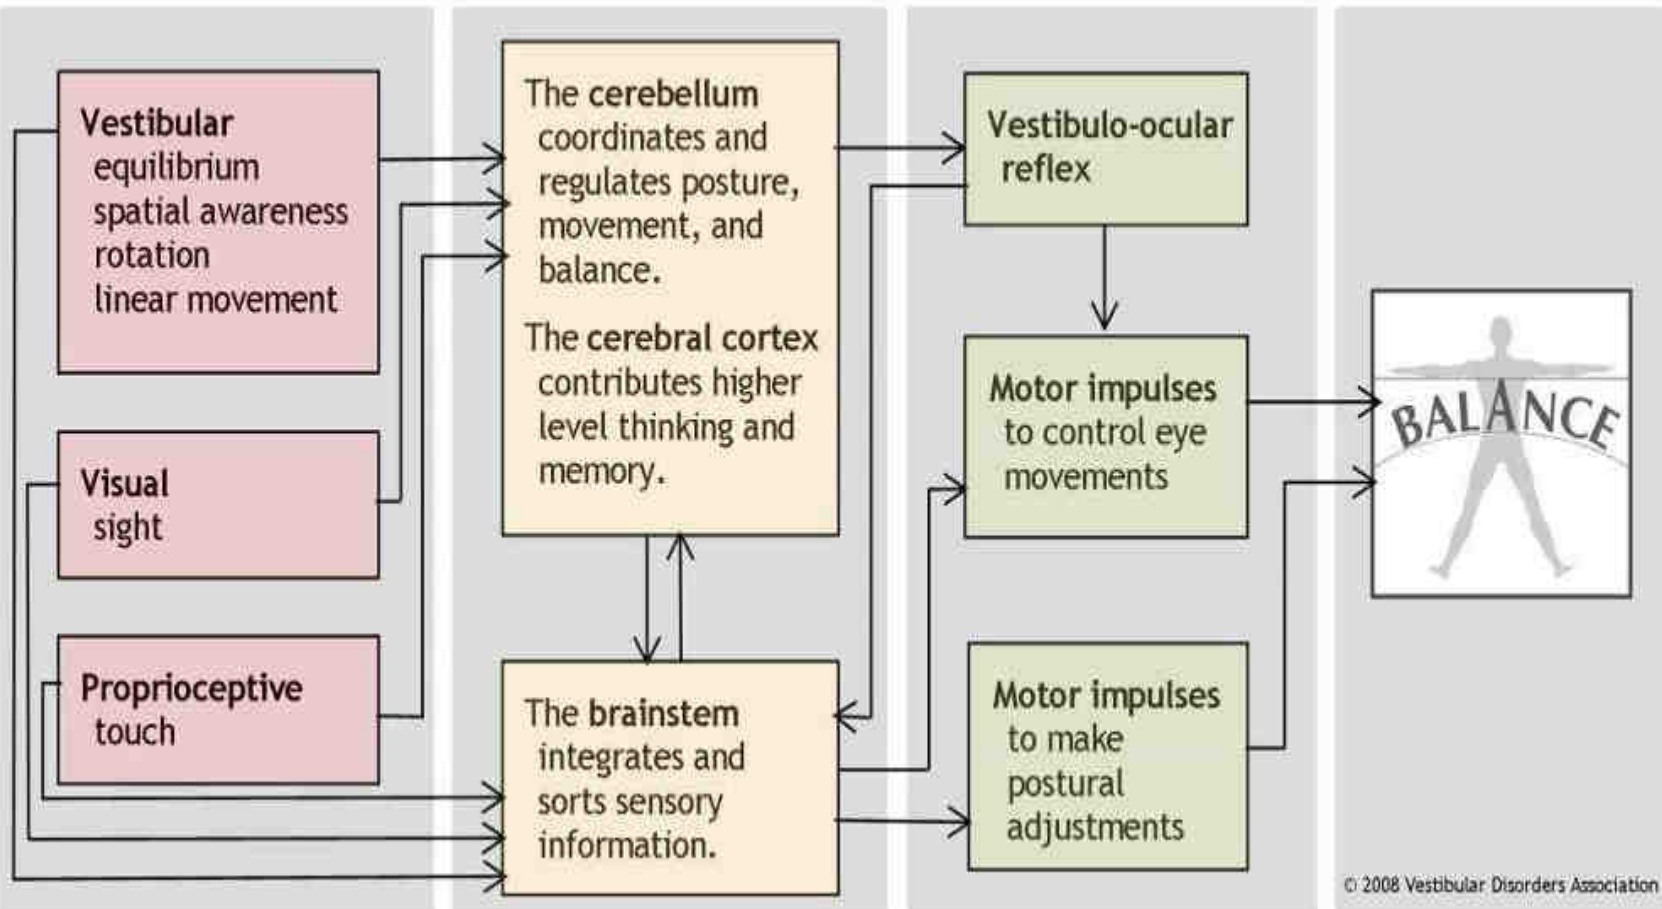 Vestibular
equilibrium
spatial awareness
rotation
linear movement
Visual
sight
Proprioceptive
touch
The cerebellum
coordinates and
regulates posture,
movement, and
balance.
The cerebral cortex
contributes higher
level thinking and
memory.
The brainstem
integrates and
sorts sensory
information.
Vestibulo-ocular
reflex
Motor impulses
to control eye
movements
Motor impulses
to make
postural
adjustments
BALANCE
© 2008 Vestibular Disorders Association